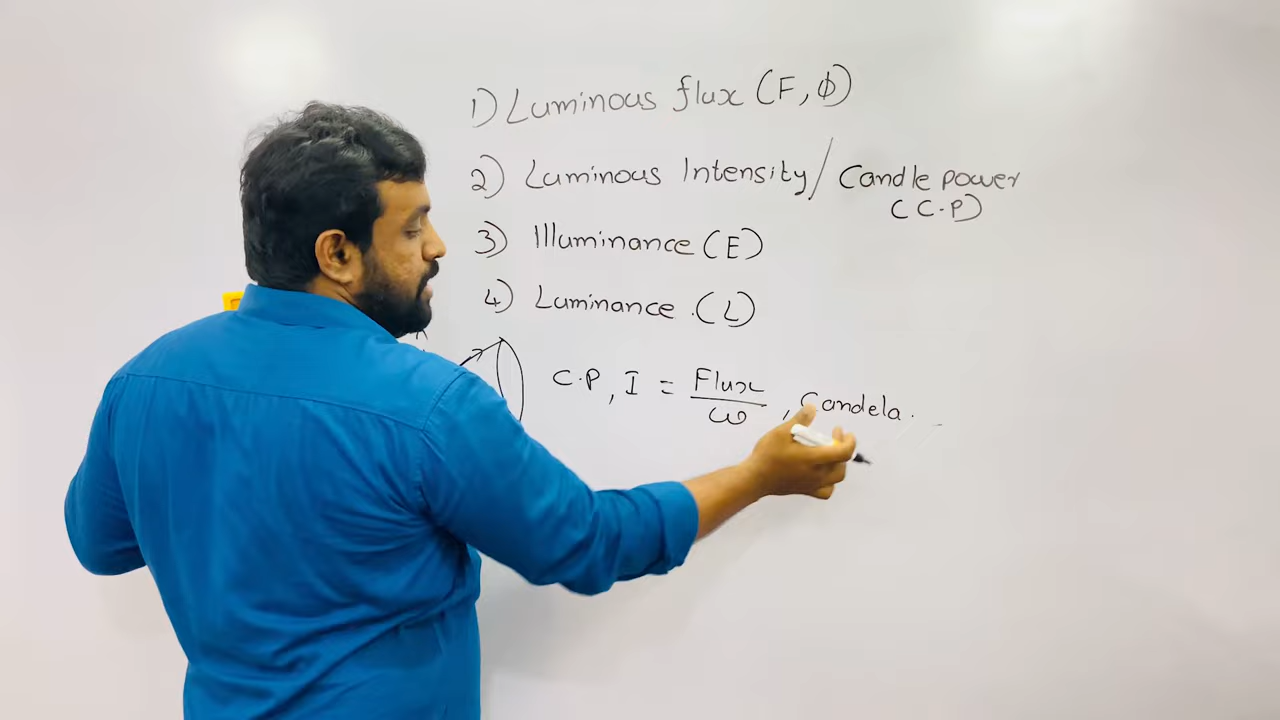 1) Luminous flux (F, Φ)
2) Luminous Intensity / Candle power
(C.P)
3) Illuminance (E)
4) Luminance . (L)
C.P, I = Flux / ω , Candela.